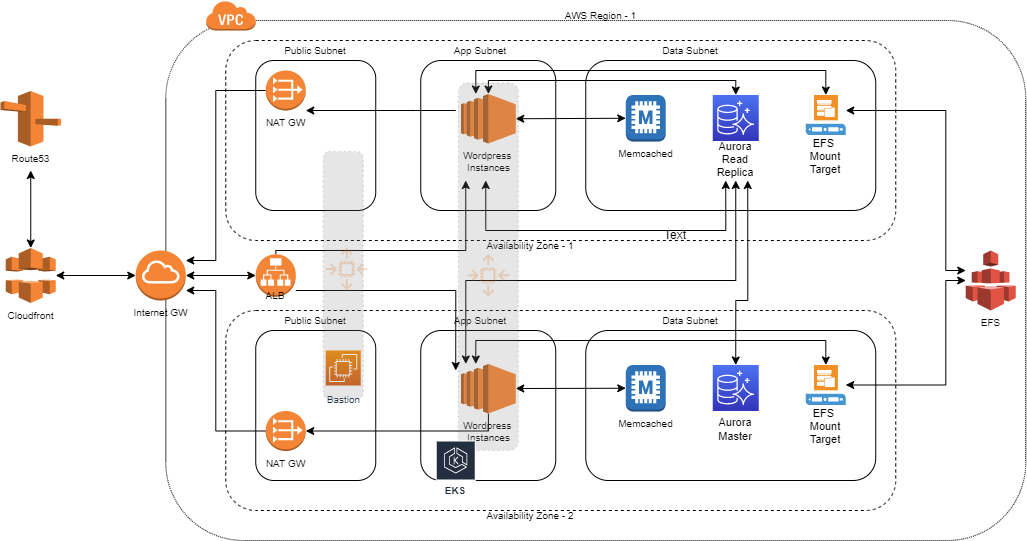 VPC
AWS Region - 1
Public Subnet
App Subnet
Data Subnet
NAT GW
Wordpress
Instances
M
Memcached
Aurora
Read
Replica
EFS
Mount
Target
Route53
Text
Availability Zone - 1
ALB
Cloudfront
Internet GW
EFS
Public Subnet
App Subnet
Data Subnet
Bastion
Wordpress
Instances
M
Memcached
Aurora
Master
EFS
Mount
Target
NAT GW
K
EKS
Availability Zone - 2